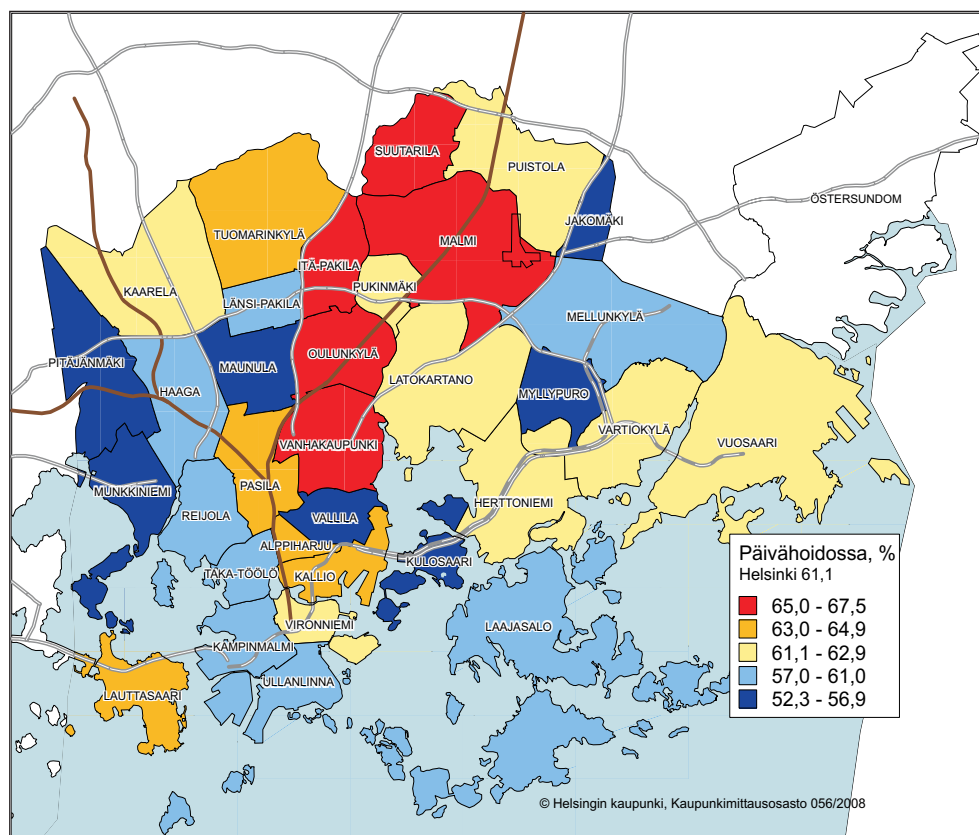 SUUTARILA
PUISTOLA
ÖSTERSUNDOM
JAKOMÄKI
TUOMARINKYLÄ
MALMI
ITÄ-PAKILA
KAARELA
PUKINMÄKI
LÄNSI-PAKILA
MELLUNKYLÄ
PITÄJÄNMÄKI
MAUNULA
OULUNKYLÄ
HAAGA
LATOKARTANO
MYLLYPURO
VARTIOKYLÄ
VANHAKAUPUNKI
VUOSAARI
PASILA
MUNKKINIEMI
HERTTONIEMI
REIJOLA
VALLILA
ALPPIHARJU
KULOSAARI
TAKA-TÖÖLÖ
KALLIO
VIRONNIEMI
LAAJASALO
KAMPINMALMI
ULLANLINNA
LAUTTASAARI
Päivähoidossa, %
Helsinki 61,1
65,0 - 67,5
63,0 - 64,9
61,1 - 62,9
57,0 - 61,0
52,3 - 56,9
© Helsingin kaupunki, Kaupunkimittausosasto 056/2008